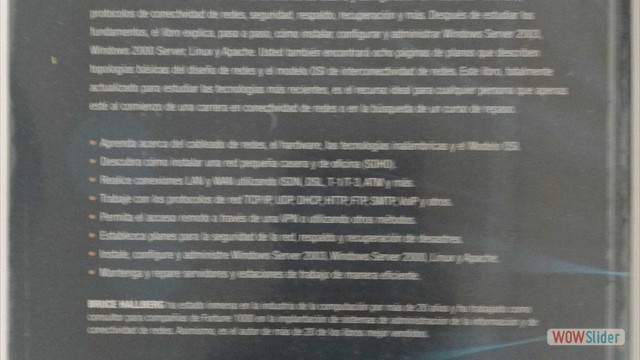 protocolos de conectividad de redes, seguridad, respaldo, recuperación y más. Después de estudiar los
fundamentos, el libro explica, paso a paso, cómo instalar, configurar y administrar Windows Server 2003,
Windows 2000 Server, Linux y Apache. Usted también encontrará ocho páginas de planos que describen
topologías básicas del diseño de redes y el modelo OSI de interconectividad de redes. Este libro, totalmente
actualizado para estudiar las tecnologías más recientes, es el recurso ideal para cualquier persona que apenas
esté al comienzo de una carrera en conectividad de redes o en la búsqueda de un curso de repaso.
Aprenda acerca del cableado de redes, el hardware, las tecnologías inalámbricas y el Modelo OSI.
Descubra cómo instalar una red pequeña casera y de oficina (SOHO).
Realice conexiones LAN y WAN utilizando ISDN, DSL, T-1/T-3, ATM y más.
Trabaje con los protocolos de red TCP/IP, UDP, DHCP, HTTP, FTP, SMTP, VoIP y otros.
Permita el acceso remoto a través de una VPN o utilizando otros métodos.
Establezca planes para la seguridad de la red, respaldo y recuperación de desastres.
Instale, configure y administre Windows Server 2003, Windows Server 2000, Linux y Apache.
Mantenga y repare servidores y estaciones de trabajo de manera eficiente.
BRUCE HALLBERG ha estado inmerso en la industria de la computación por más de 20 años y ha trabajado como
consultor para compañías de Fortune 1000 en la implementación de
de la información y de
conectividad de redes. Asimismo, es el autor de más de 20 de los libros mejor vendidos.
WOWSlider